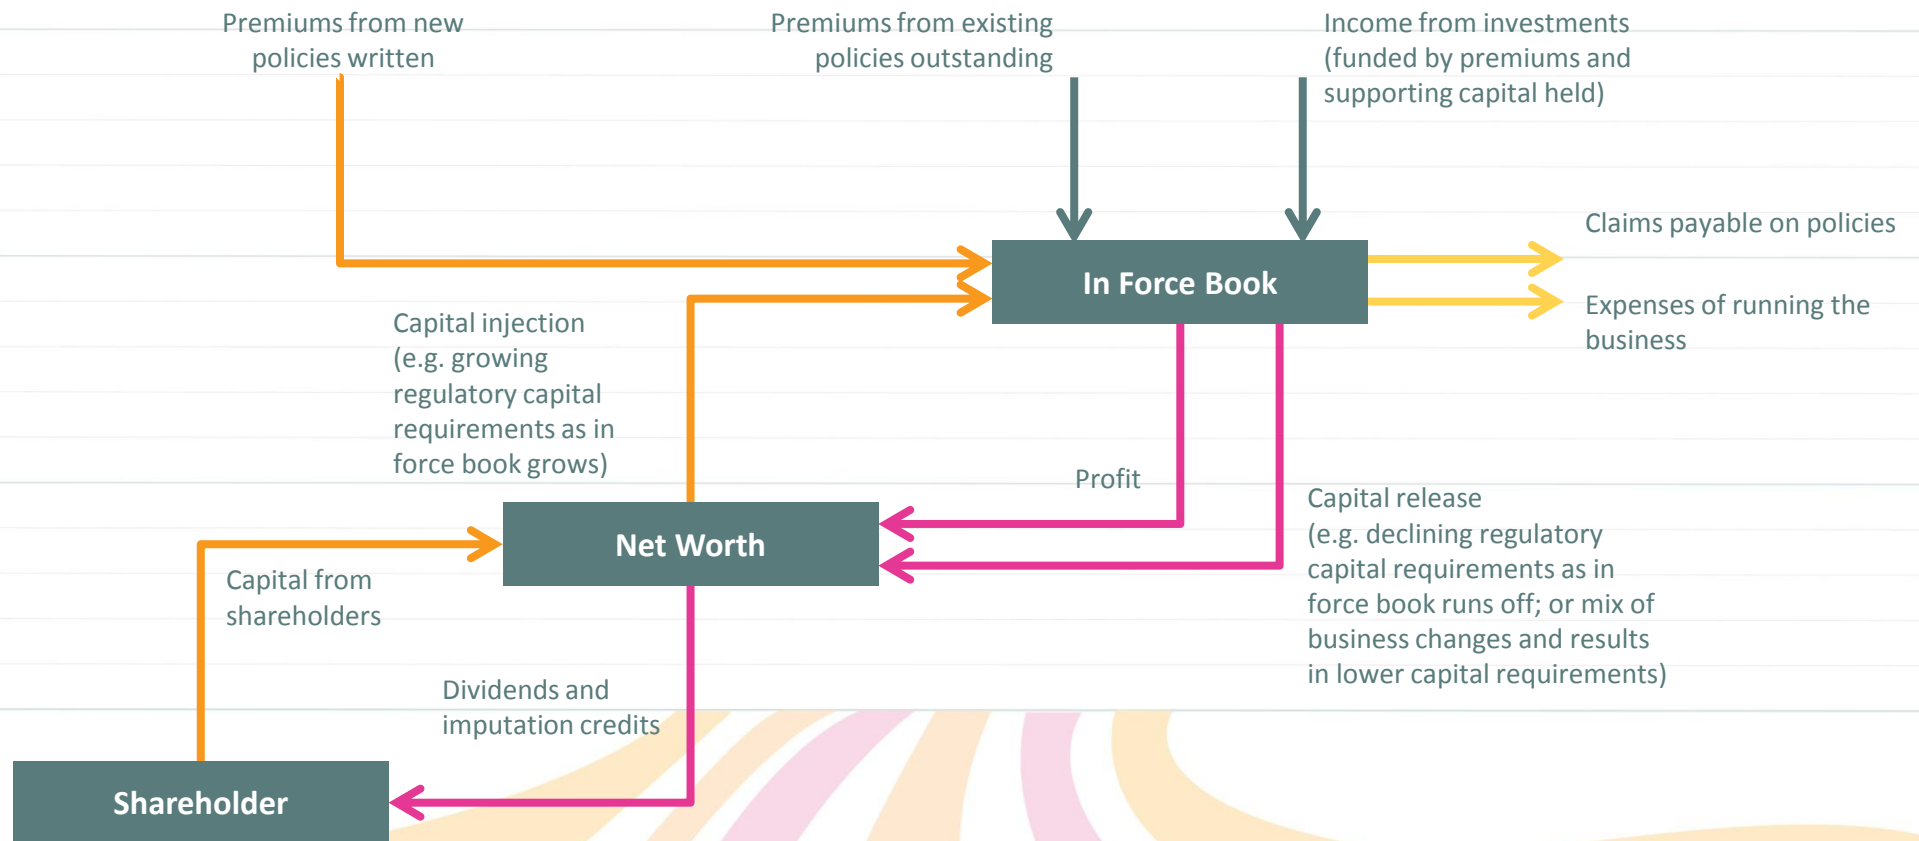 Premiums from new
policies written
Premiums from existing
policies outstanding
Income from investments
(funded by premiums and
supporting capital held)
Claims payable on policies
In Force Book
Expenses of running the
business
Capital injection
(e.g. growing
regulatory capital
requirements as in
force book grows)
Profit
Capital release
(e.g. declining regulatory
capital requirements as in
force book runs off; or mix of
business changes and results
in lower capital requirements)
Net Worth
Capital from
shareholders
Dividends and
imputation credits
Shareholder